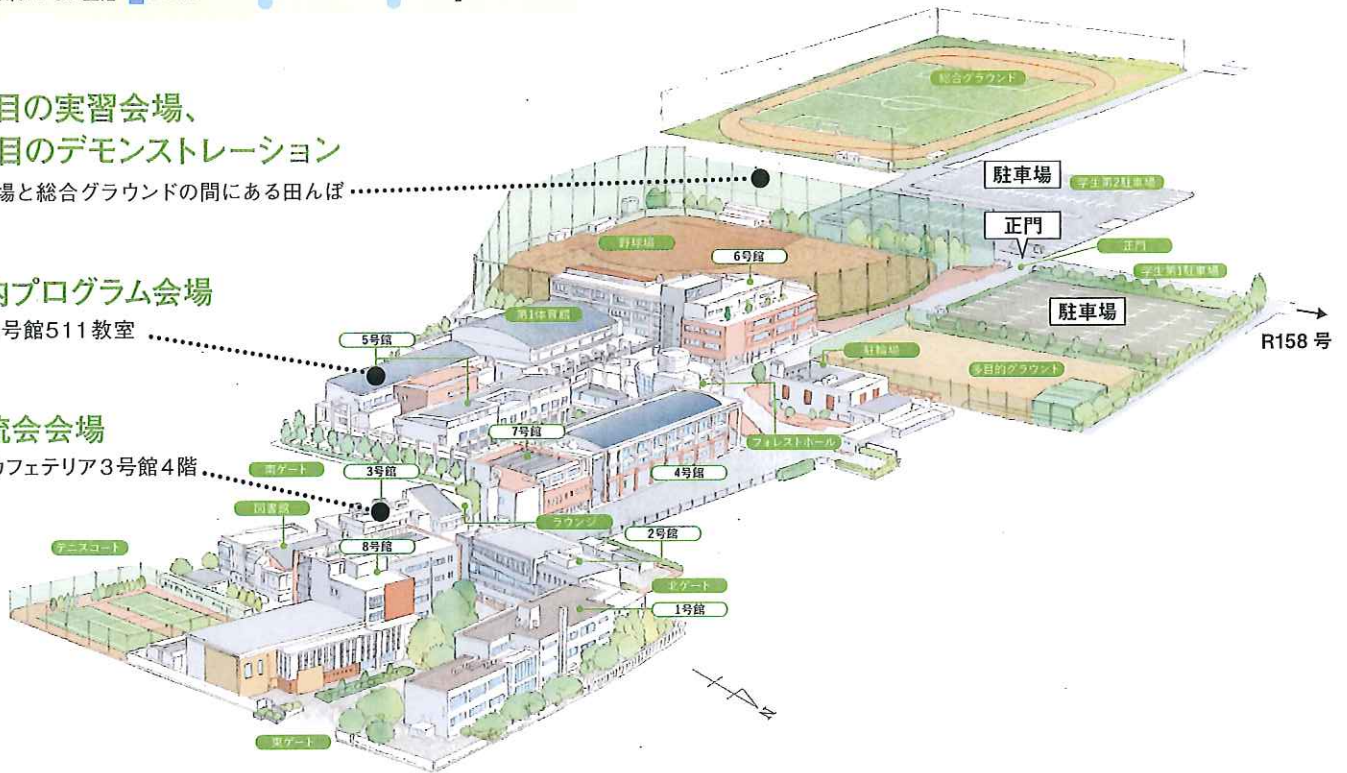 目の実習会場、
目のデモンストレーション
場と総合グラウンドの間にある田んぼ
内プログラム会場
号館511教室
流会会場
カフェテリア3号館4階
総合グラウンド
駐車場
学生第2駐車場
正門
正門
学生第1駐車場
駐車場
R158 号
野球場
6号館
第1体育館
5号館
駐輪場
多目的グラウンド
フォレストホール
7号館
4号館
南ゲート
3号館
図書館
ラウンジ
テニスコート
8号館
2号館
北ゲート
1号館
東ゲート
N